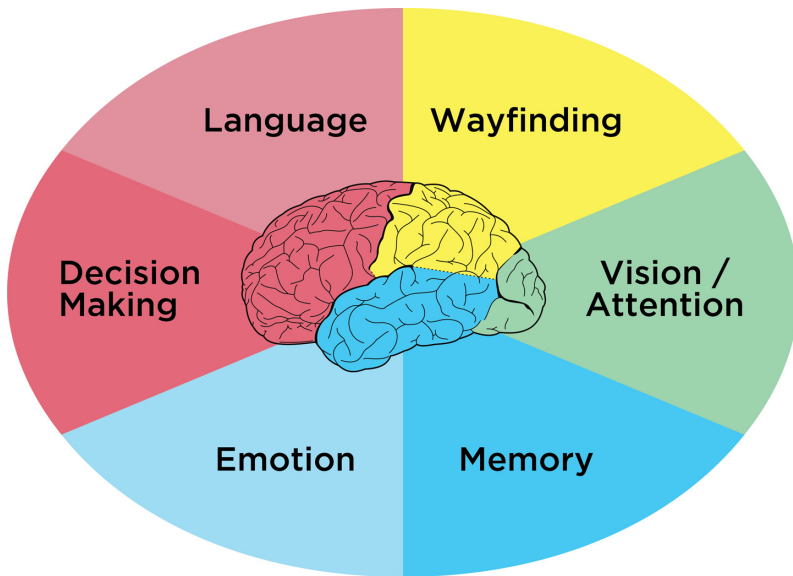 Language
Wayfinding
Decision
Making
Vision /
Attention
Emotion
Memory